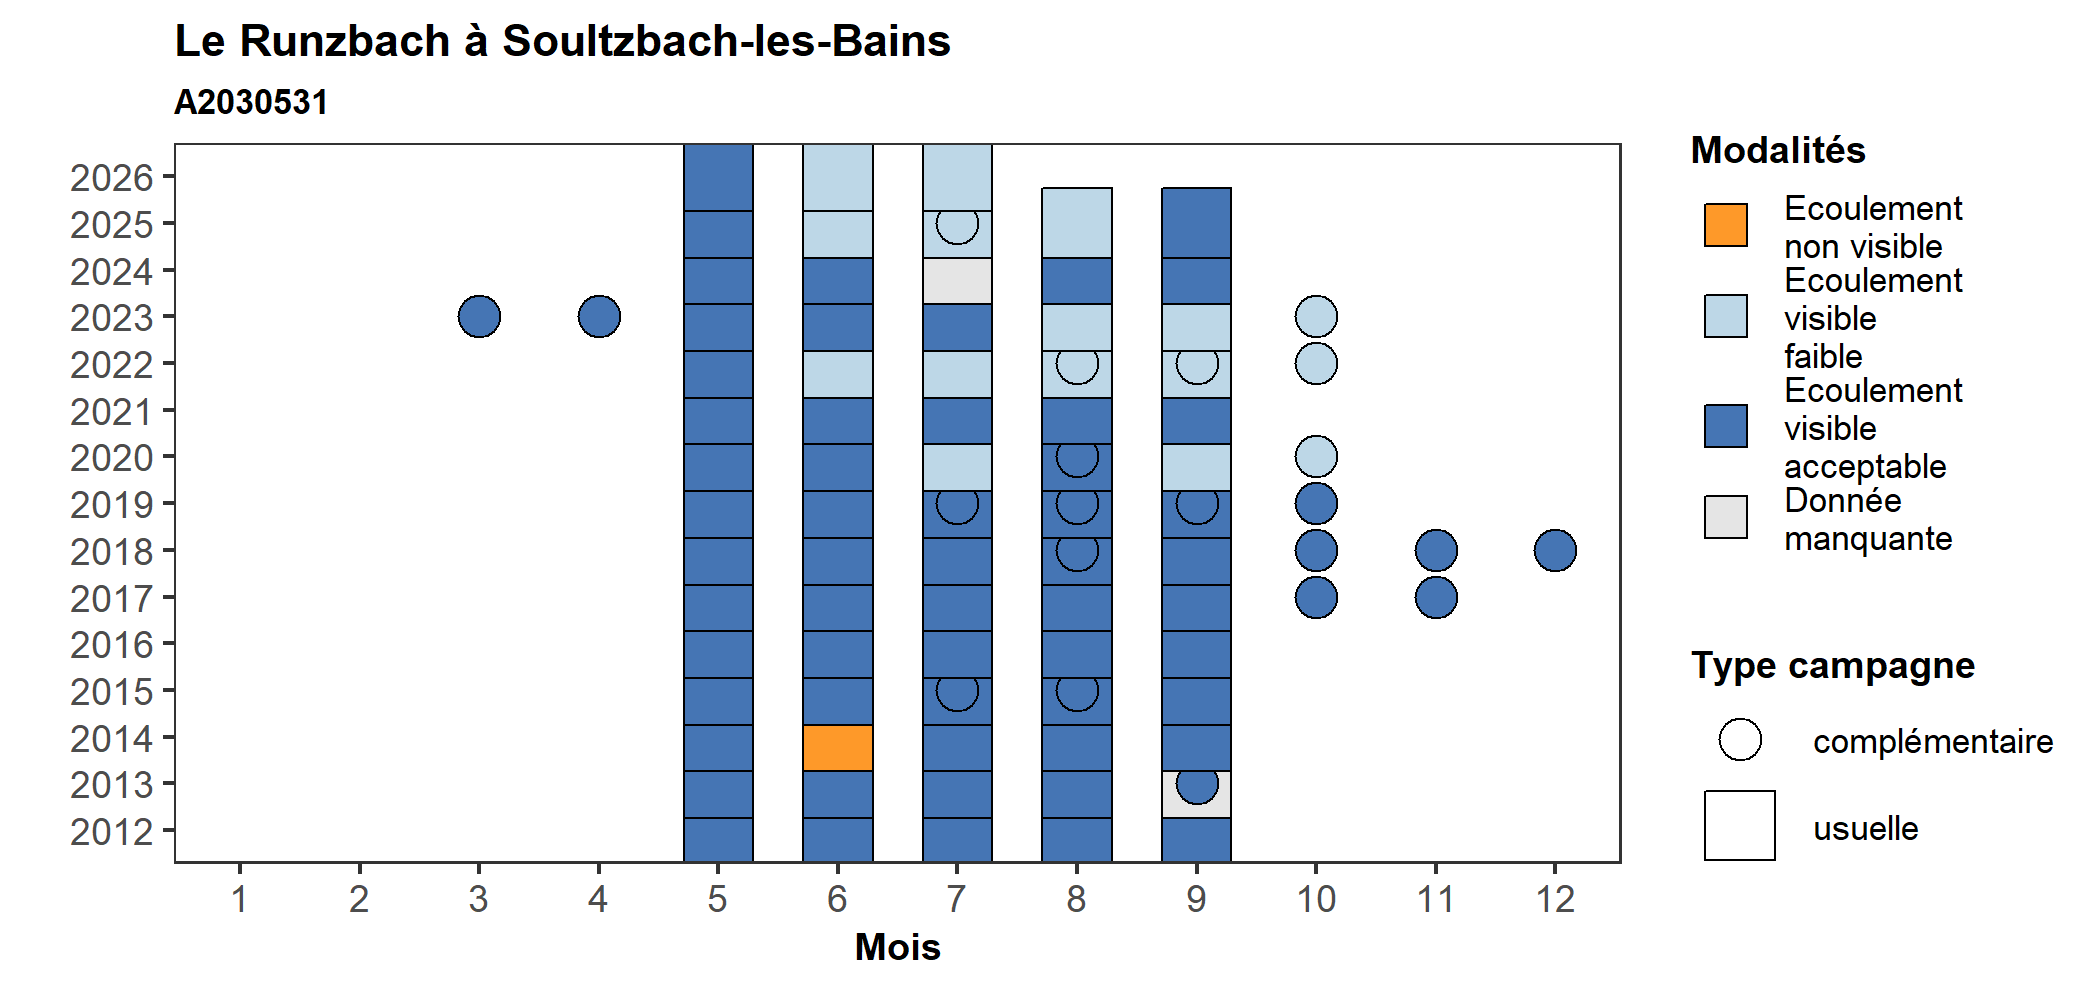 Le Runzbach à Soultzbach-les-Bains
A2030531
2026
2025
2024
2023
2022
2021
2020
2019
2018
2017
2016
2015
2014
2013
2012
1 2 3 4 5 6 7 8 9 10 11 12
Mois
Modalités
Ecoulement
non visible
Ecoulement
visible
faible
Ecoulement
visible
acceptable
Donnée
manquante
Type campagne
complémentaire
usuelle